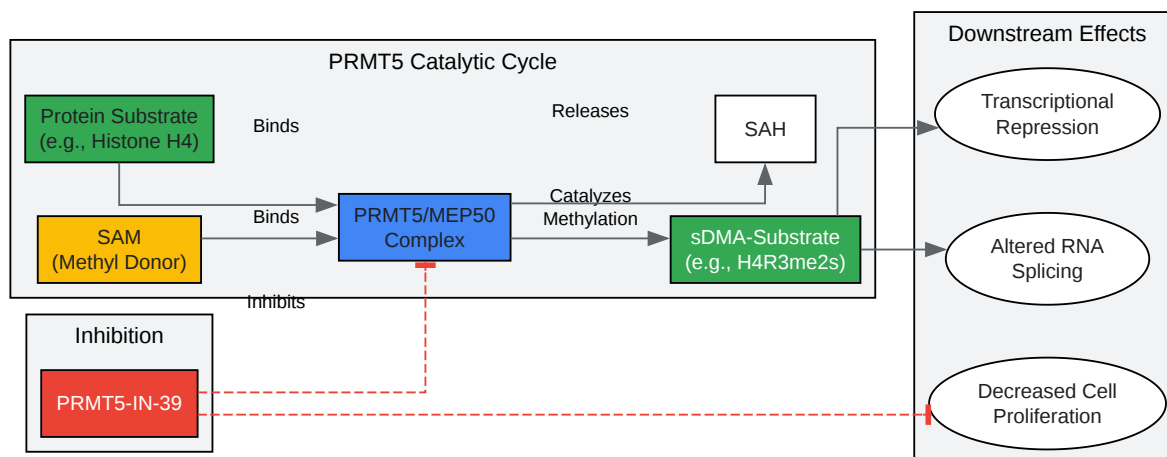 PRMT5 Catalytic Cycle
Protein Substrate
(e.g., Histone H4)
Binds
Releases
SAH
SAM
(Methyl Donor)
Binds
PRMT5/MEP50
Complex
Catalyzes
Methylation
sDMA-Substrate
(e.g., H4R3me2s)
Inhibits
Inhibition
PRMT5-IN-39
Downstream Effects
Transcriptional
Repression
Altered RNA
Splicing
Decreased Cell
Proliferation